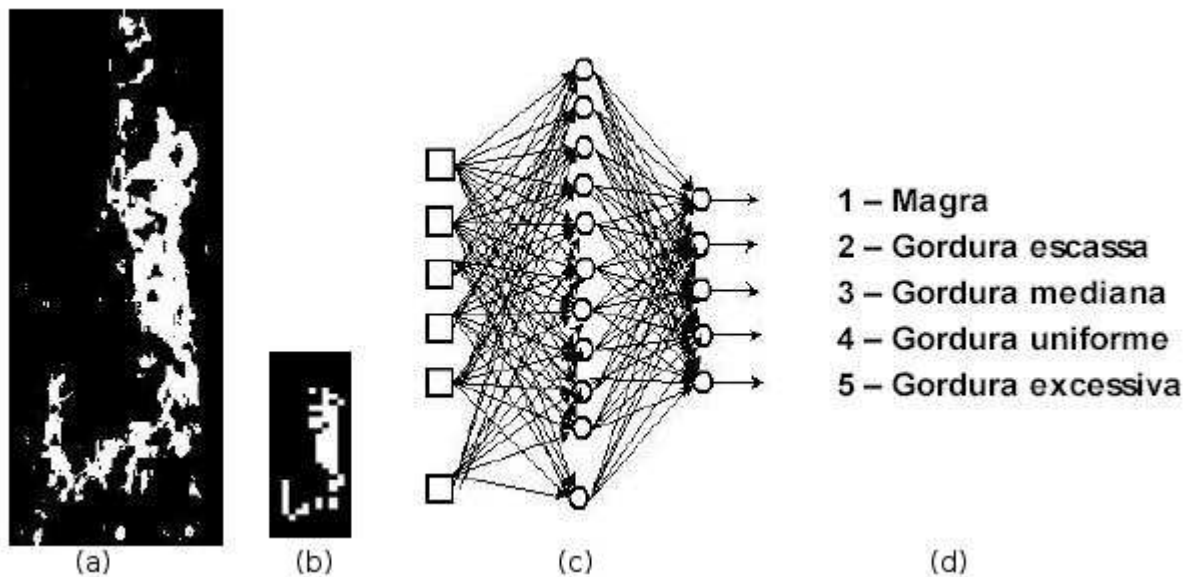 1 – Magra
2 – Gordura escassa
3 – Gordura mediana
4 – Gordura uniforme
5 – Gordura excessiva
(a) (b) (c) (d)